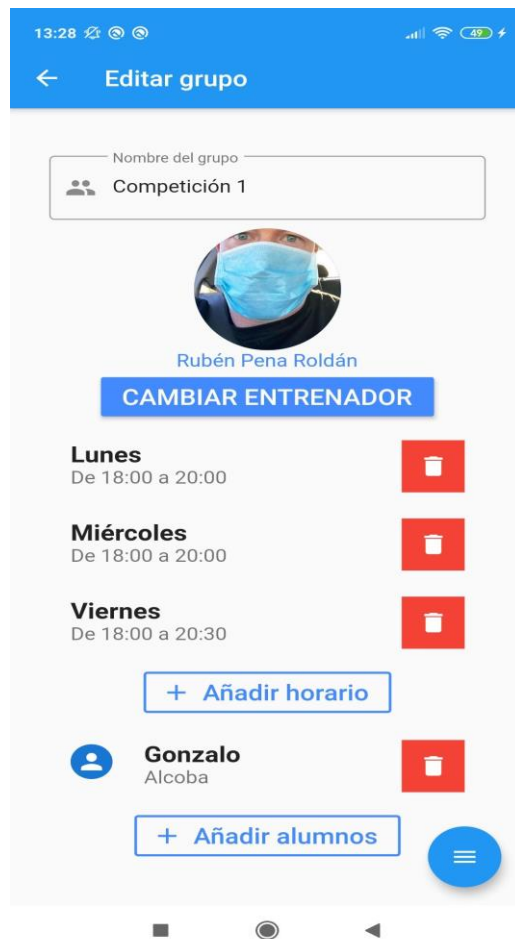 13:28 49
Editar grupo
Nombre del grupo
Competición 1
Rubén Pena Roldán
CAMBIAR ENTRENADOR
Lunes
De 18:00 a 20:00
Miércoles
De 18:00 a 20:00
Viernes
De 18:00 a 20:30
+ Añadir horario
Gonzalo
Alcoba
+ Añadir alumnos